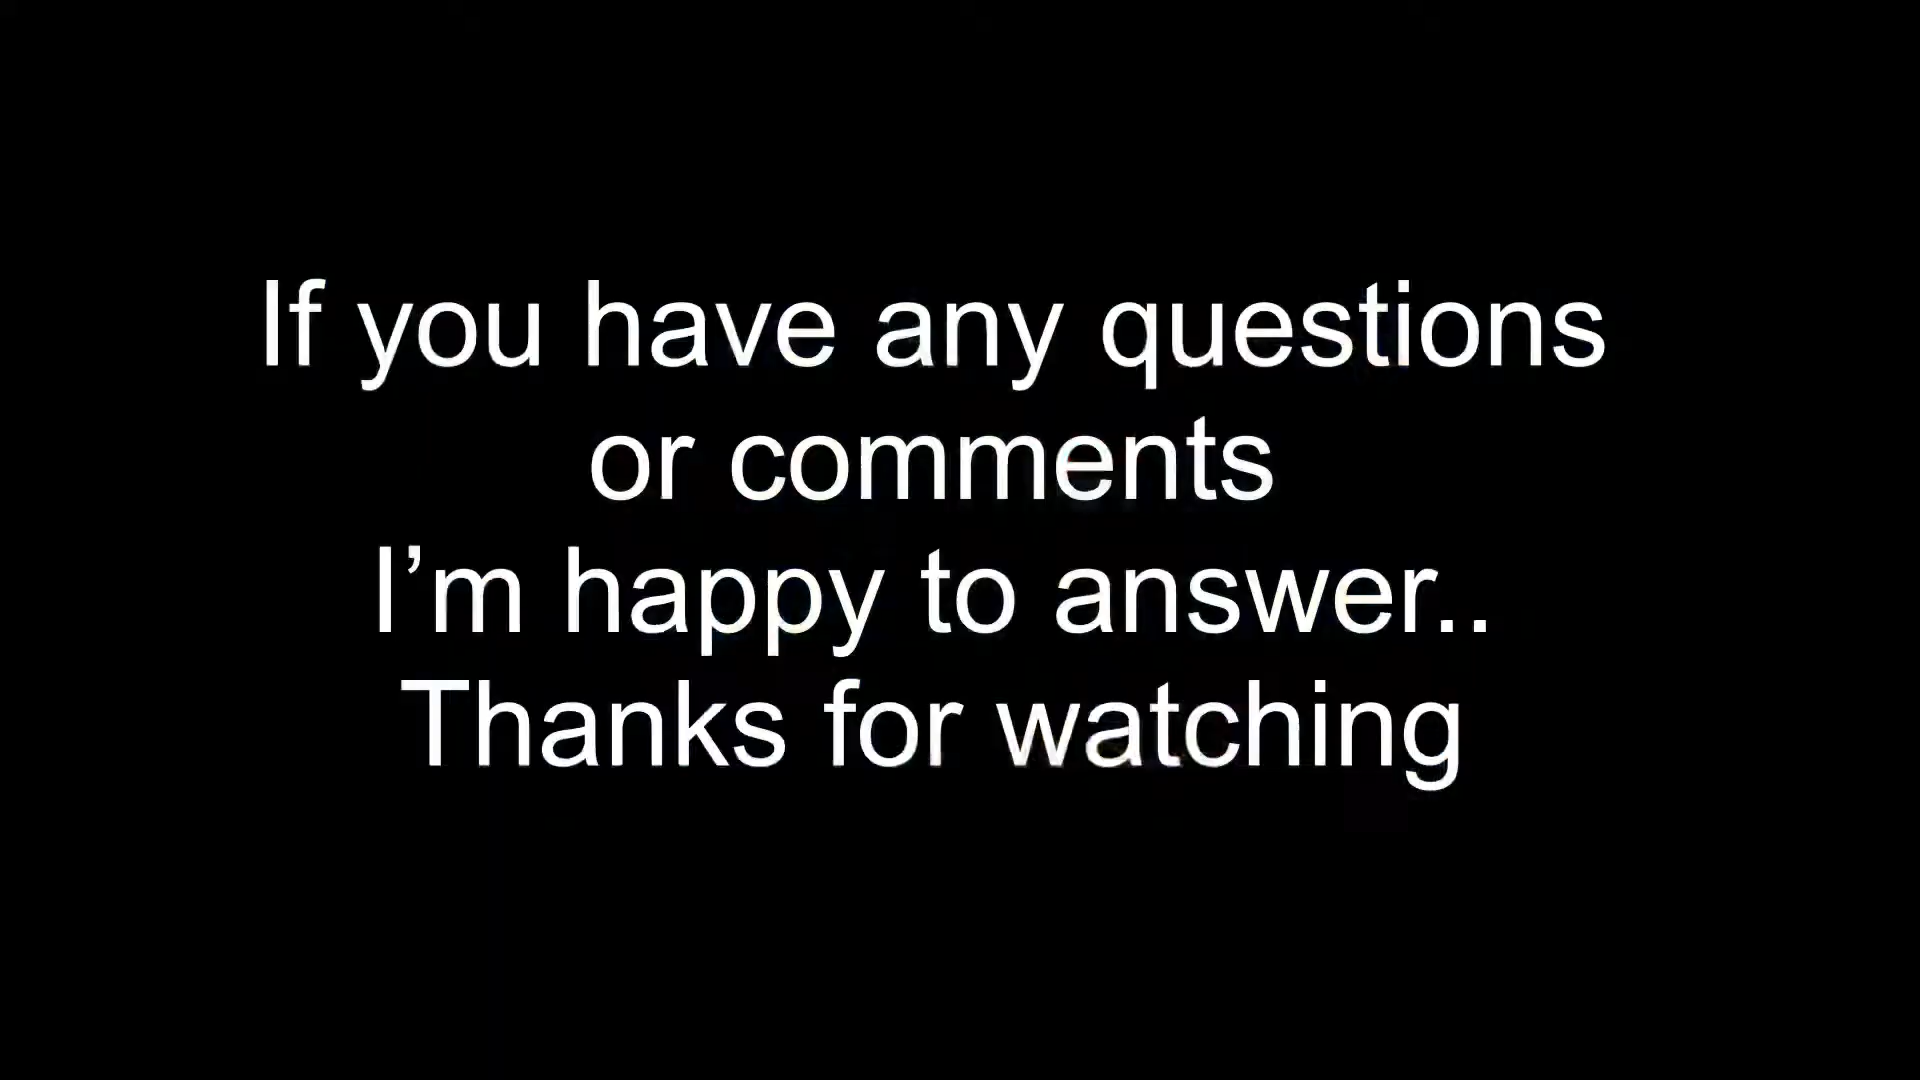 If you have any questions
or comments
I’m happy to answer..
Thanks for watching